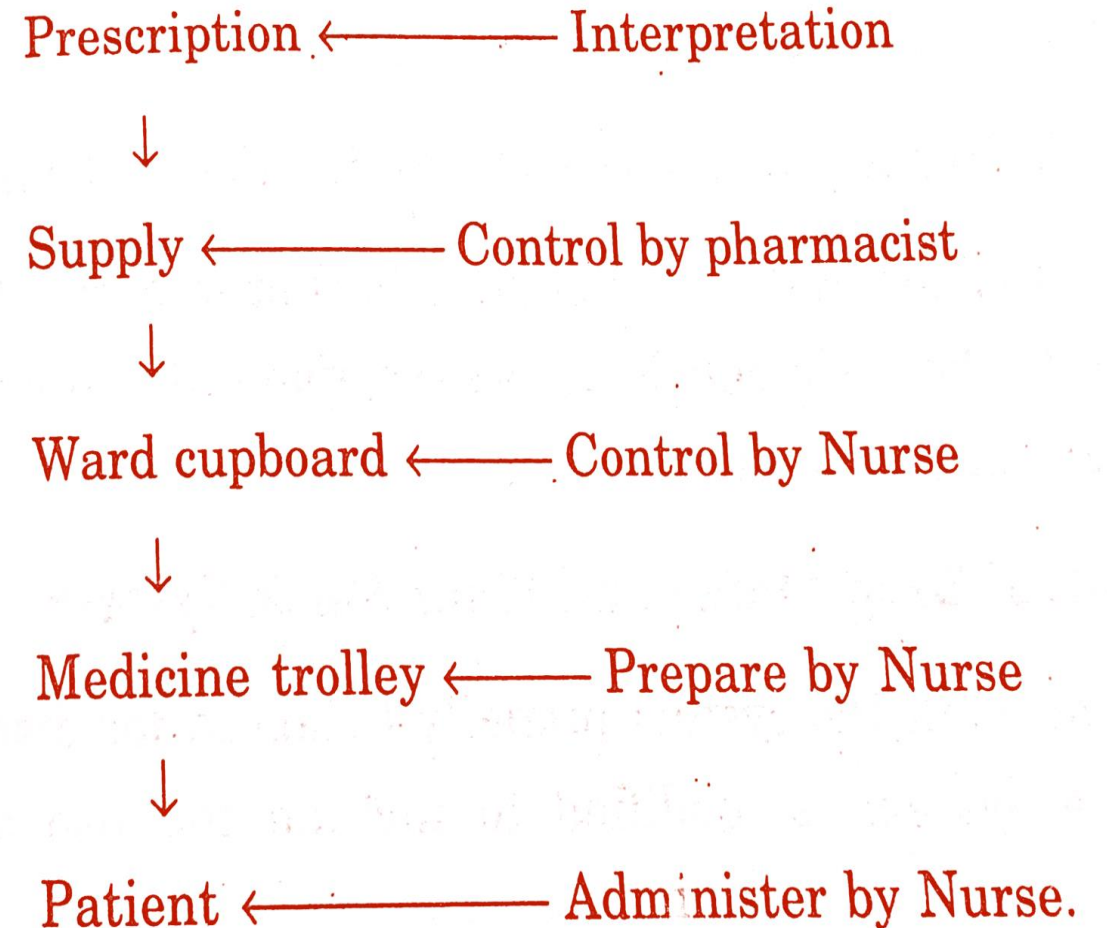 Prescription ← Interpretation
↓
Supply ← Control by pharmacist
↓
Ward cupboard ← Control by Nurse
↓
Medicine trolley ← Prepare by Nurse
↓
Patient ← Administer by Nurse.